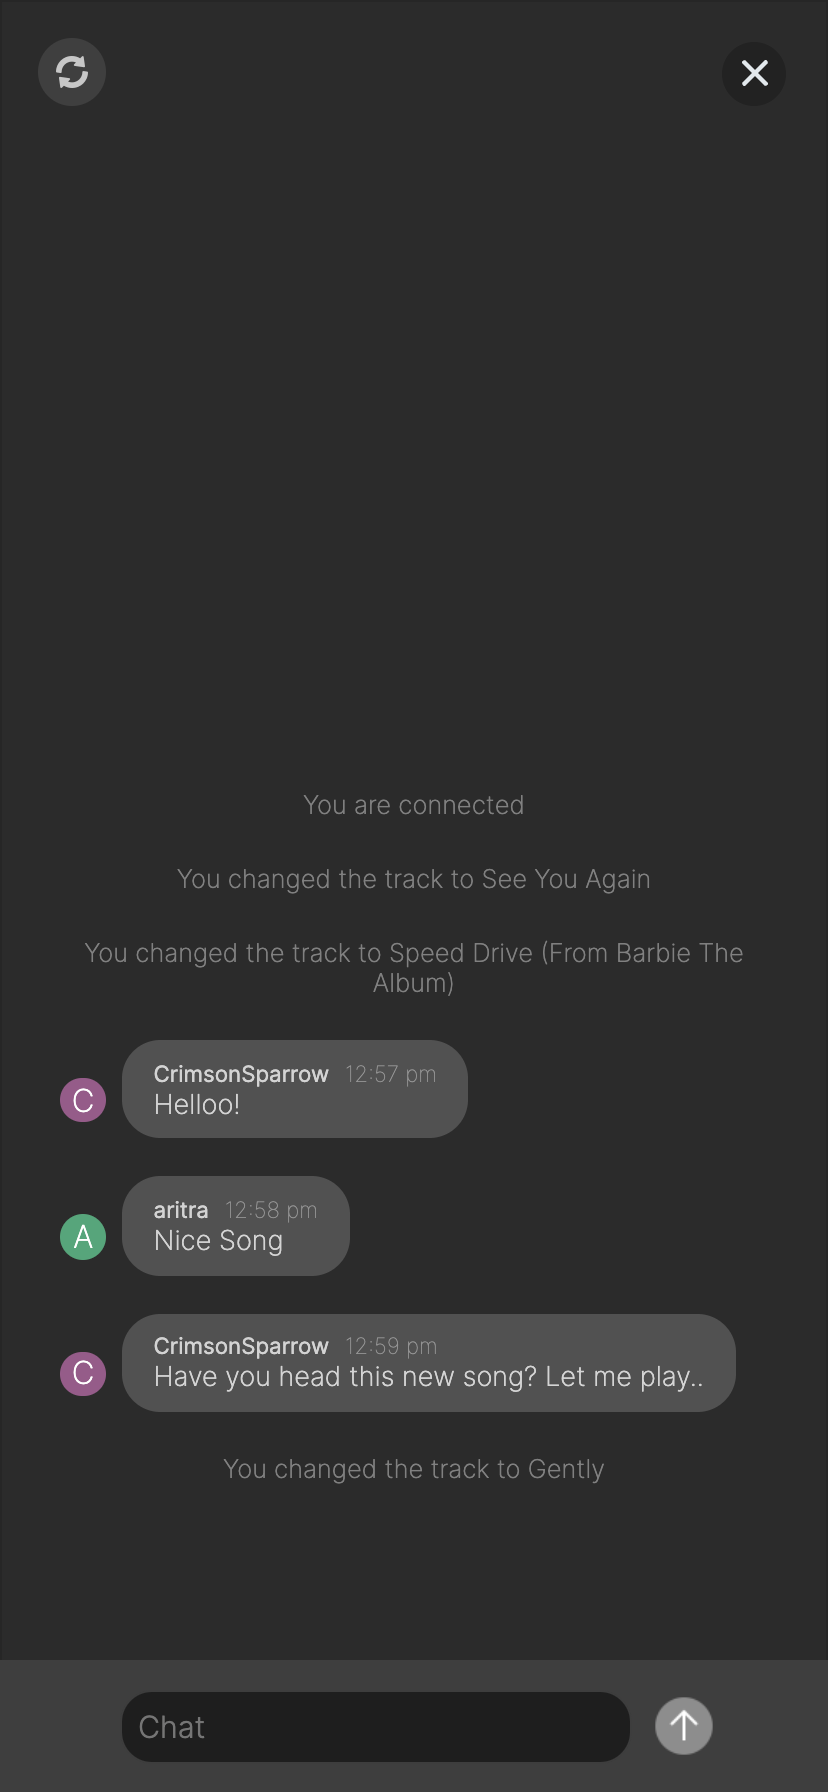 You are connected
You changed the track to See You Again
You changed the track to Speed Drive (From Barbie The
Album)
CrimsonSparrow 12:57 pm
C
Helloo!
aritra 12:58 pm
A
Nice Song
CrimsonSparrow 12:59 pm
C
Have you head this new song? Let me play..
You changed the track to Gently
Chat